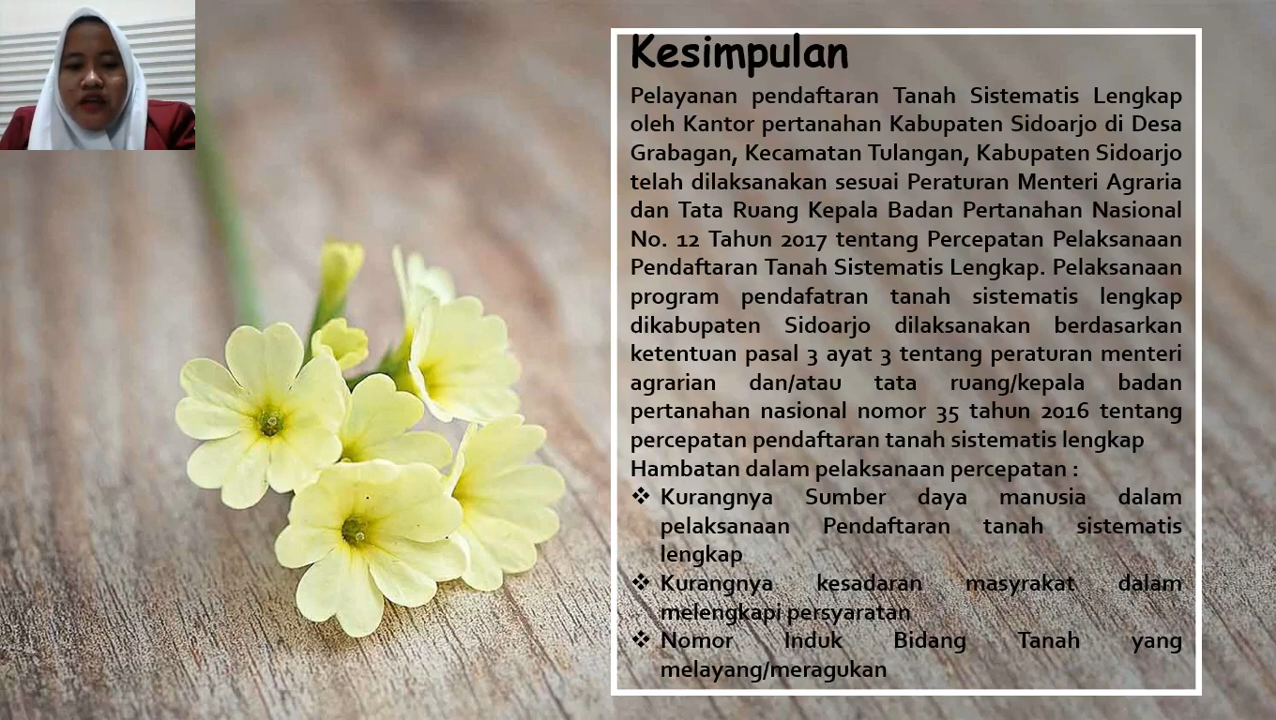 Kesimpulan
Pelayanan pendaftaran Tanah Sistematis Lengkap
oleh Kantor pertanahan Kabupaten Sidoarjo di Desa
Grabagan, Kecamatan Tulangan, Kabupaten Sidoarjo
telah dilaksanakan sesuai Peraturan Menteri Agraria
dan Tata Ruang Kepala Badan Pertanahan Nasional
No. 12 Tahun 2017 tentang Percepatan Pelaksanaan
Pendaftaran Tanah Sistematis Lengkap. Pelaksanaan
program pendafatran tanah sistematis lengkap
dikabupaten Sidoarjo dilaksanakan berdasarkan
ketentuan pasal 3 ayat 3 tentang peraturan menteri
agrarian dan/atau tata ruang/kepala badan
pertanahan nasional nomor 35 tahun 2016 tentang
percepatan pendaftaran tanah sistematis lengkap
Hambatan dalam pelaksanaan percepatan :
❖ Kurangnya Sumber daya manusia dalam
pelaksanaan Pendaftaran tanah sistematis
lengkap
❖ Kurangnya kesadaran masyrakat dalam
melengkapi persyaratan
❖ Nomor Induk Bidang Tanah yang
melayang/meragukan